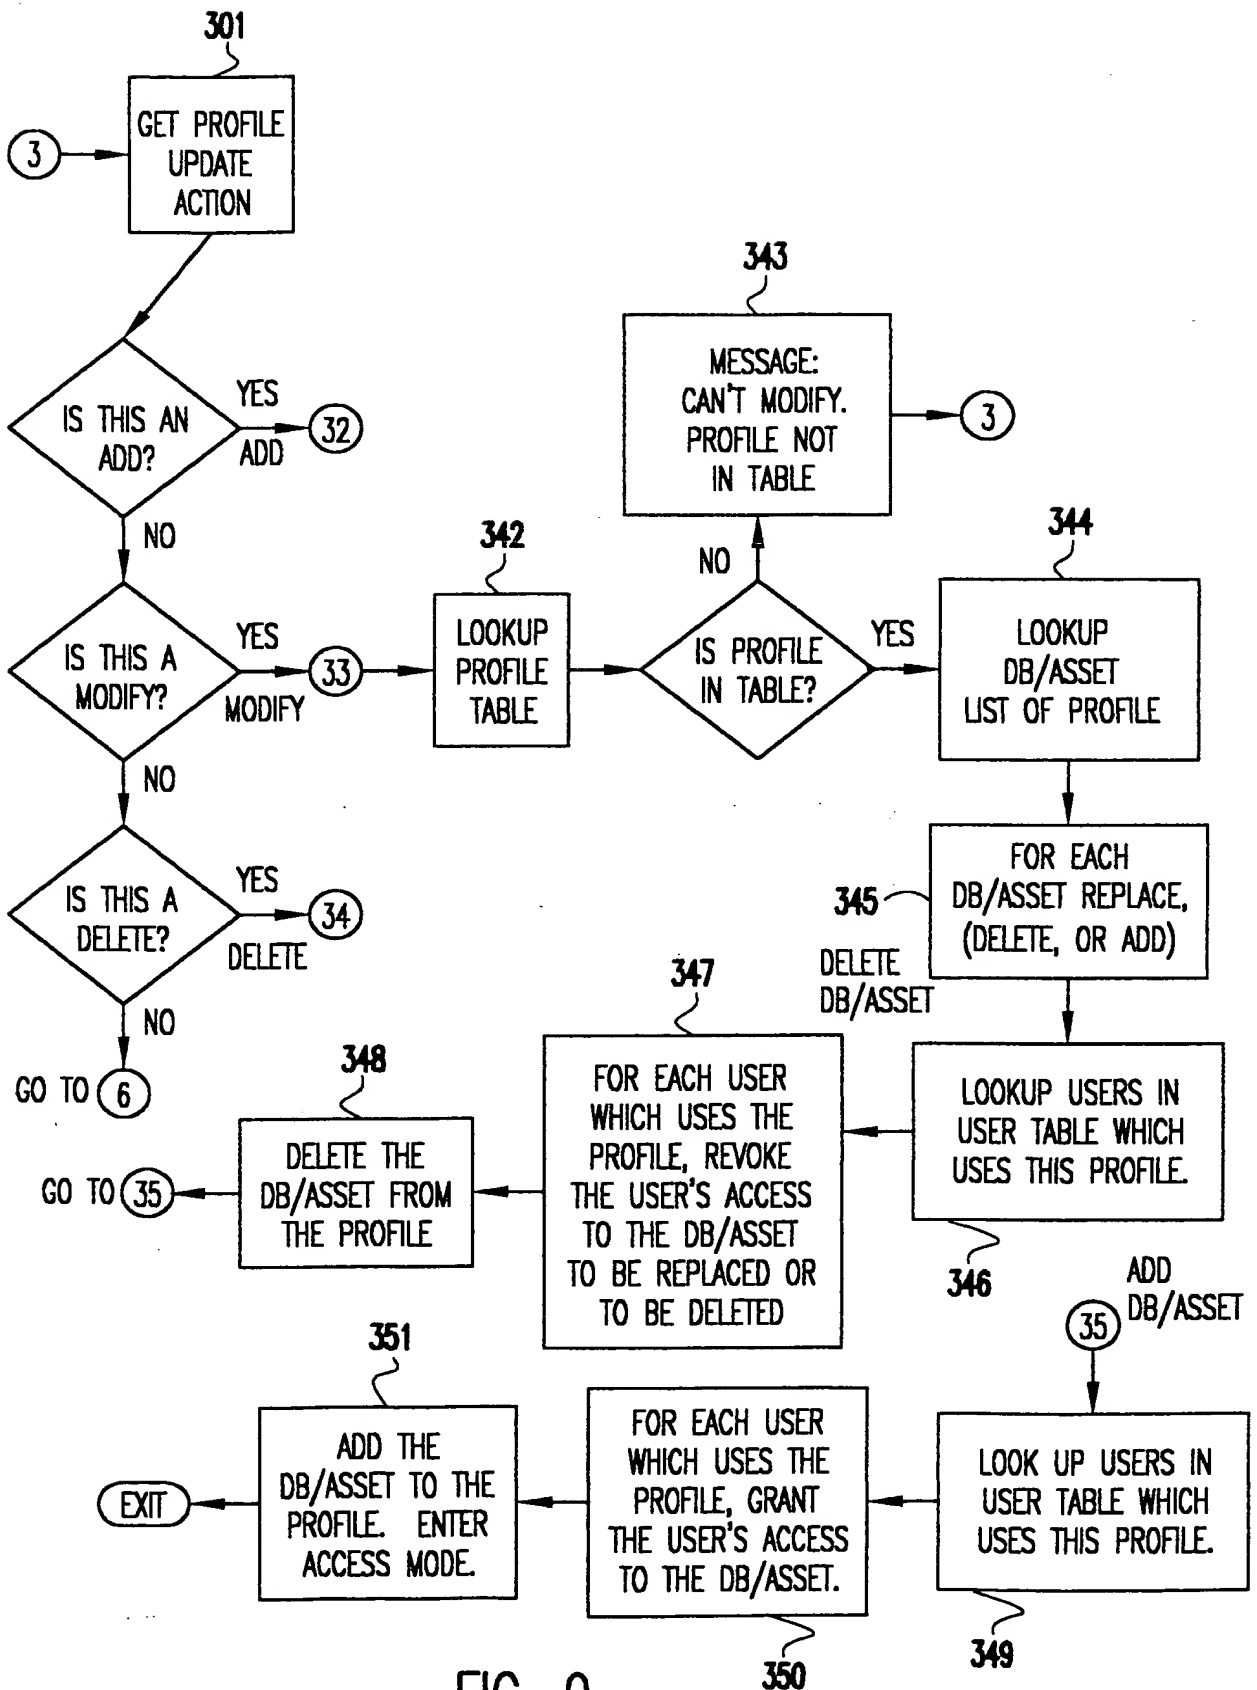 301
GET PROFILE
UPDATE
ACTION
3
IS THIS AN
ADD?
YES
ADD
32
NO
IS THIS A
MODIFY?
YES
MODIFY
33
NO
IS THIS A
DELETE?
YES
DELETE
34
NO
GO TO 6
342
LOOKUP
PROFILE
TABLE
IS PROFILE
IN TABLE?
NO
343
MESSAGE:
CAN'T MODIFY.
PROFILE NOT
IN TABLE
3
YES
344
LOOKUP
DB/ASSET
LIST OF PROFILE
345
FOR EACH
DB/ASSET REPLACE,
(DELETE, OR ADD)
DELETE
DB/ASSET
LOOKUP USERS IN
USER TABLE WHICH
USES THIS PROFILE.
346
347
FOR EACH USER
WHICH USES THE
PROFILE, REVOKE
THE USER'S ACCESS
TO THE DB/ASSET
TO BE REPLACED OR
TO BE DELETED
348
DELETE THE
DB/ASSET FROM
THE PROFILE
GO TO 35
ADD
DB/ASSET
35
LOOK UP USERS IN
USER TABLE WHICH
USES THIS PROFILE.
349
FOR EACH USER
WHICH USES THE
PROFILE, GRANT
THE USER'S ACCESS
TO THE DB/ASSET.
350
351
ADD THE
DB/ASSET TO THE
PROFILE. ENTER
ACCESS MODE.
EXIT
FIG.